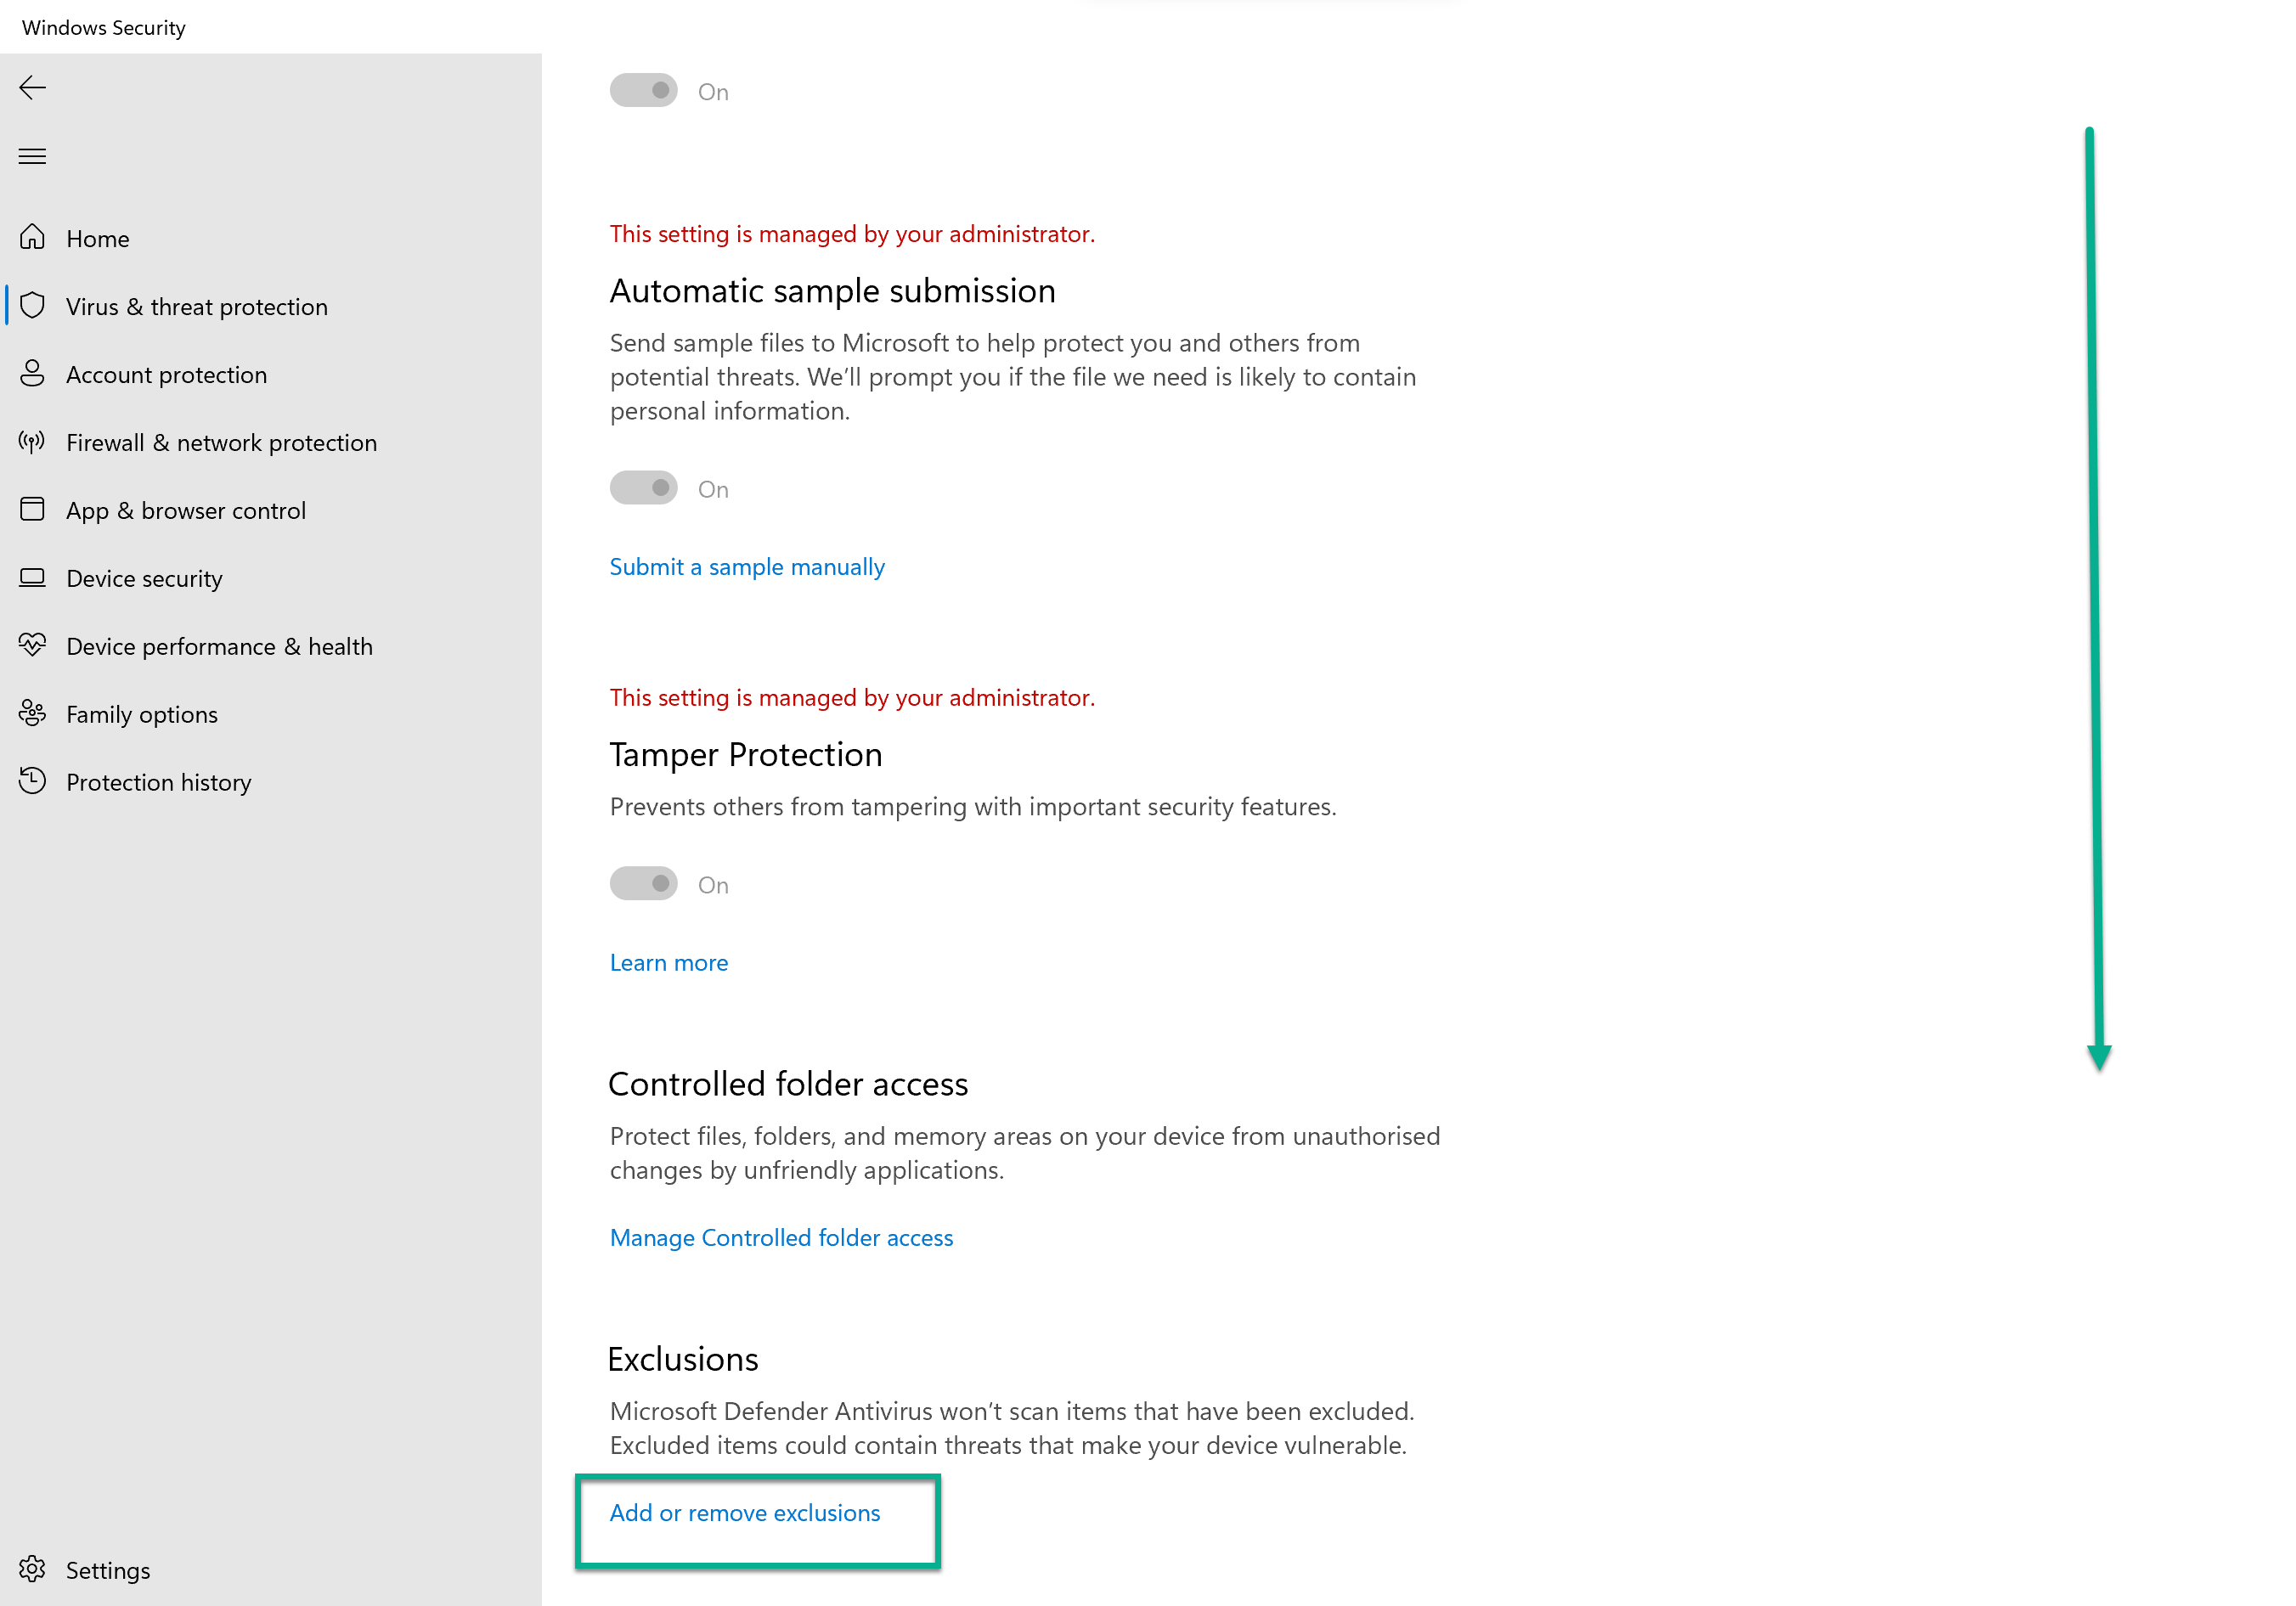 Windows Security
Home
Virus & threat protection
Account protection
Firewall & network protection
App & browser control
Device security
Device performance & health
Family options
Protection history
Settings
On
This setting is managed by your administrator.
Automatic sample submission
Send sample files to Microsoft to help protect you and others from
potential threats. We’ll prompt you if the file we need is likely to contain
personal information.
On
Submit a sample manually
This setting is managed by your administrator.
Tamper Protection
Prevents others from tampering with important security features.
On
Learn more
Controlled folder access
Protect files, folders, and memory areas on your device from unauthorised
changes by unfriendly applications.
Manage Controlled folder access
Exclusions
Microsoft Defender Antivirus won’t scan items that have been excluded.
Excluded items could contain threats that make your device vulnerable.
Add or remove exclusions